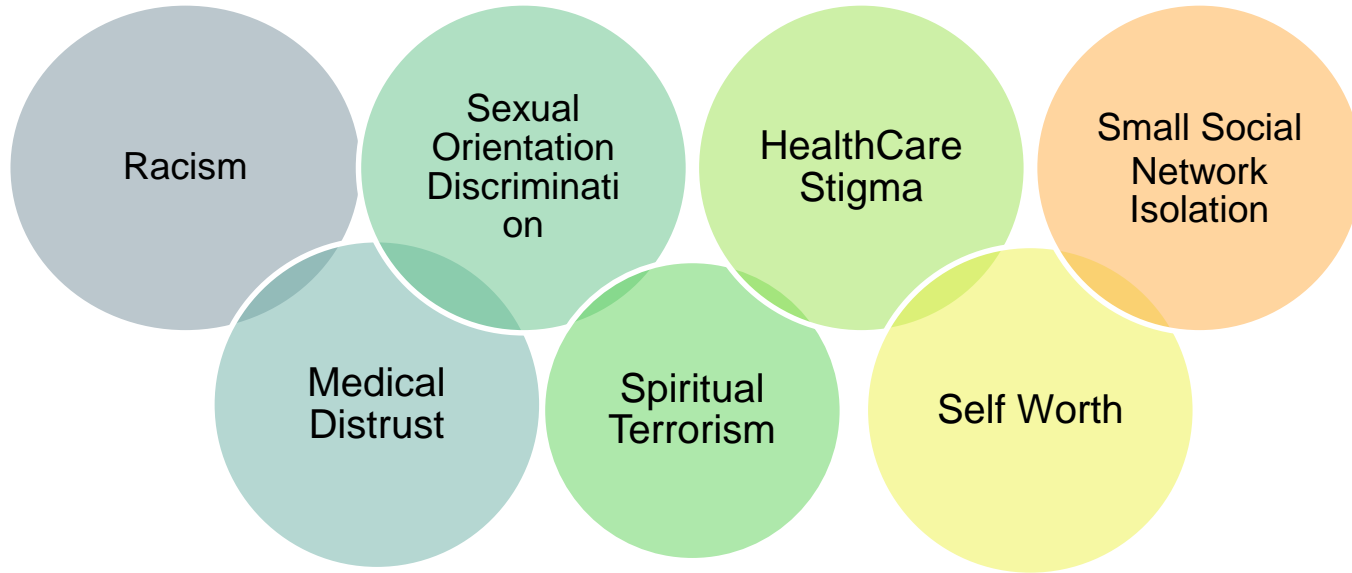 Racism
Sexual
Orientation
Discriminati
on
HealthCare
Stigma
Small Social
Network
Isolation
Medical
Distrust
Spiritual
Terrorism
Self Worth